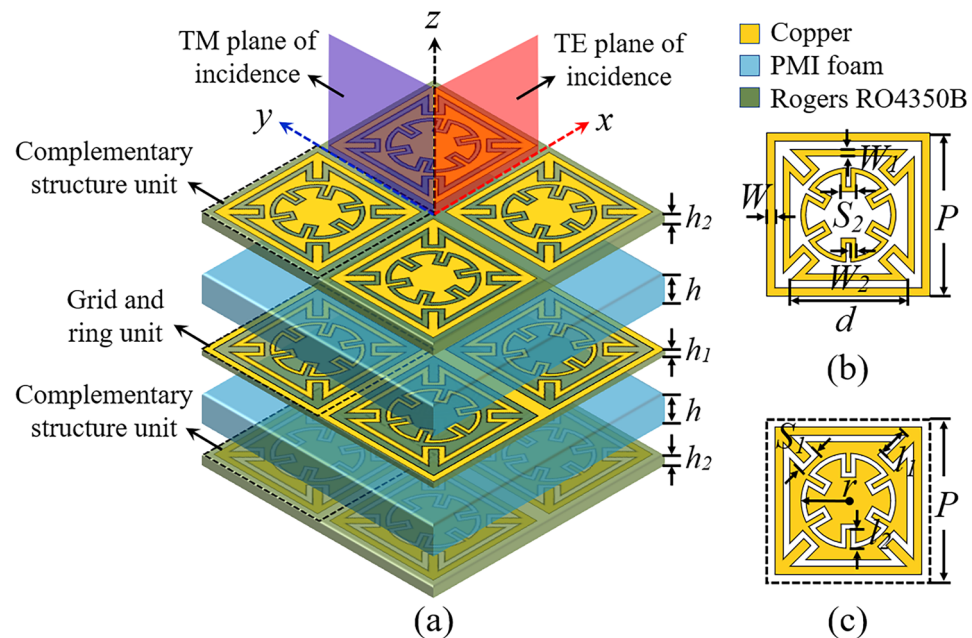 TM plane of
incidence
z
TE plane of
incidence
y
x
Complementary
structure unit
h2
h
Grid and
ring unit
h1
Complementary
structure unit
h
h2
(a)
Copper
PMI foam
Rogers RO4350B
W1
W
S2
P
W2
d
(b)
S1
l1
r
P
l2
(c)